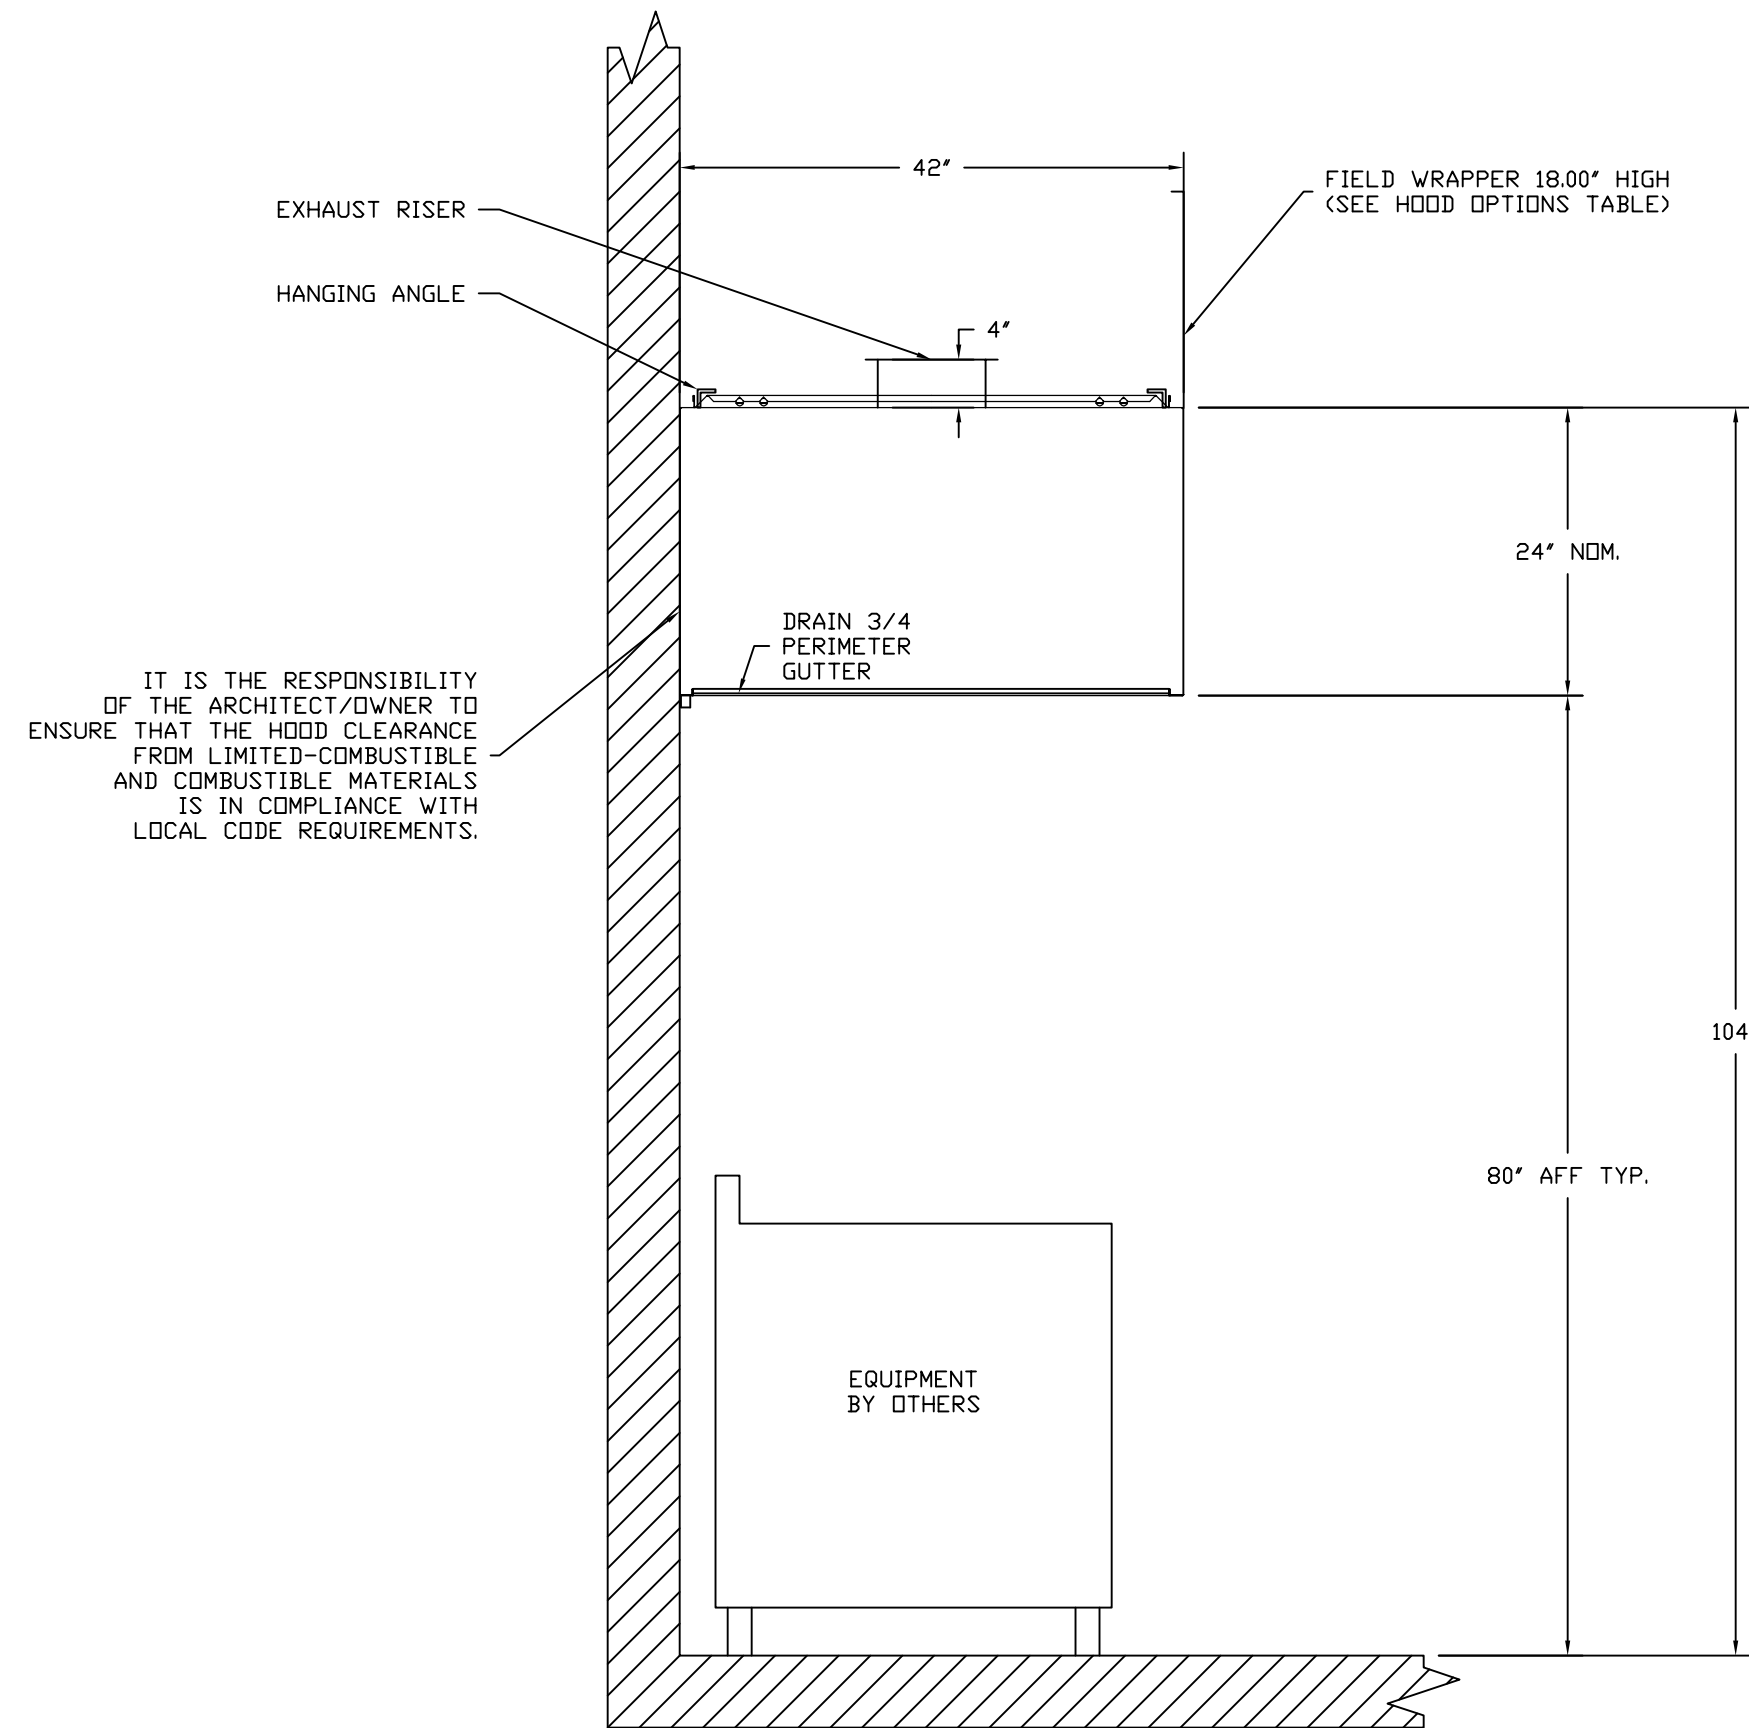 42"
FIELD WRAPPER 18.00" HIGH
(SEE HOOD OPTIONS TABLE)
EXHAUST RISER
HANGING ANGLE
4"
24" NOM.
DRAIN 3/4
PERIMETER
GUTTER
IT IS THE RESPONSIBILITY
OF THE ARCHITECT/OWNER TO
ENSURE THAT THE HOOD CLEARANCE
FROM LIMITED-COMBUSTIBLE
AND COMBUSTIBLE MATERIALS
IS IN COMPLIANCE WITH
LOCAL CODE REQUIREMENTS.
104
80" AFF TYP.
EQUIPMENT
BY OTHERS